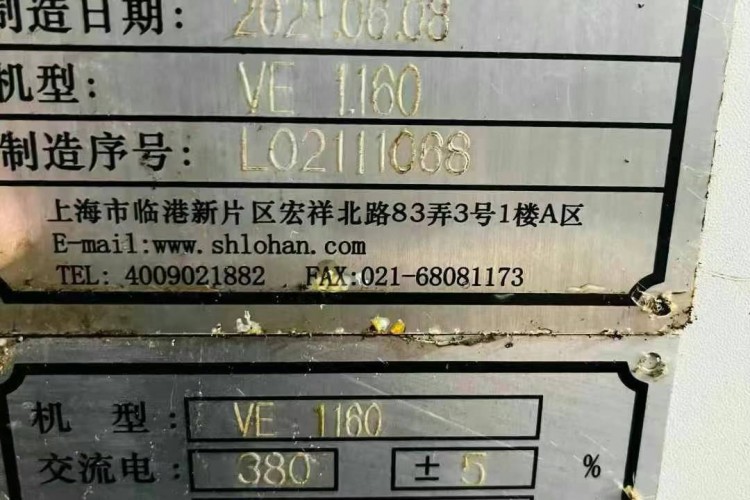 制造日期: 2021.06.08
机型: VE 1160
制造序号: L02111068
上海市临港新片区宏祥北路83弄3号1楼A区
E-mail:www.shlohan.com
TEL: 4009021882 FAX:021-68081173
机 型: VE 1160
交流电: 380 ± 5 %